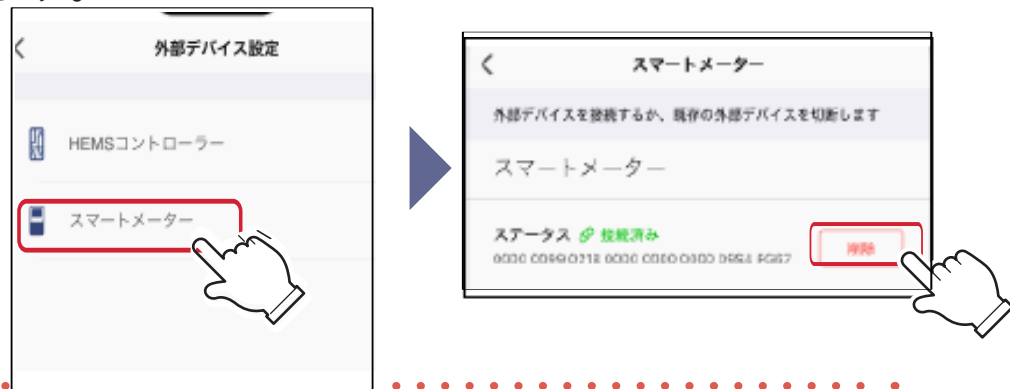 外部デバイス設定
HEMSコントローラー
スマートメーター
スマートメーター
外部デバイスを接続するか、既存の外部デバイスを切断します
スマートメーター
ステータス 接続済み
削除